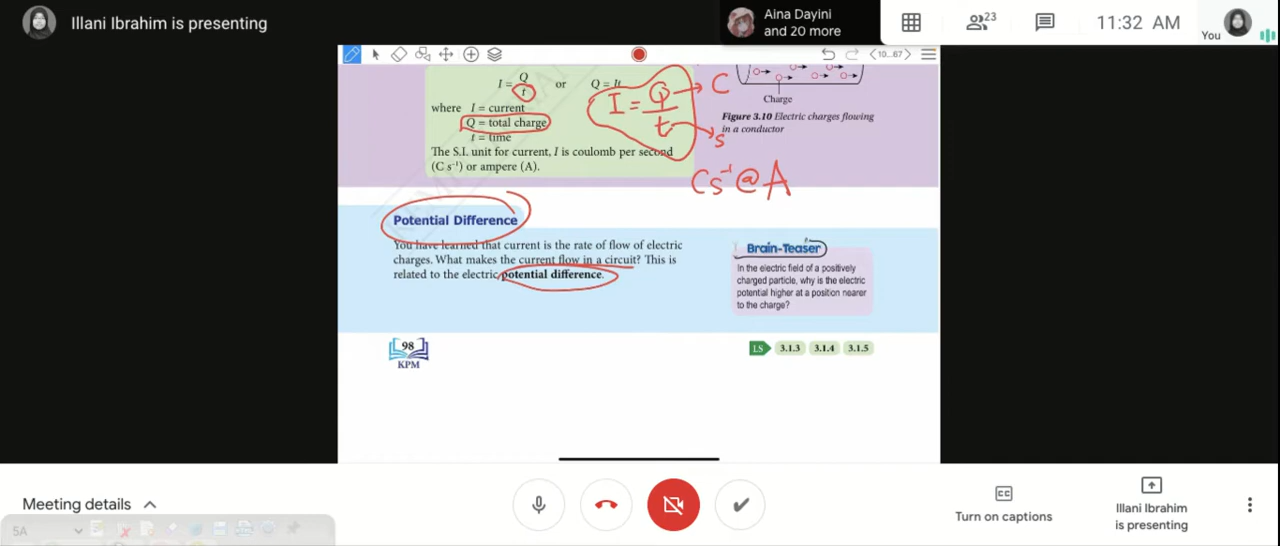 Illani Ibrahim is presenting
Aina Dayini
and 20 more
23
11:32 AM
You
10...67
I = Q/t or Q = It
I = Q/t
C
s
where I = current
Q = total charge
t = time
The S.I. unit for current, I is coulomb per second
(C s⁻¹) or ampere (A).
Charge
Figure 3.10 Electric charges flowing
in a conductor
Cs⁻¹ @ A
Potential Difference
You have learned that current is the rate of flow of electric
charges. What makes the current flow in a circuit? This is
related to the electric potential difference.
Brain-Teaser
In the electric field of a positively
charged particle, why is the electric
potential higher at a position nearer
to the charge?
98
KPM
LS 3.1.3 3.1.4 3.1.5
Meeting details
Turn on captions
Illani Ibrahim
is presenting
5A